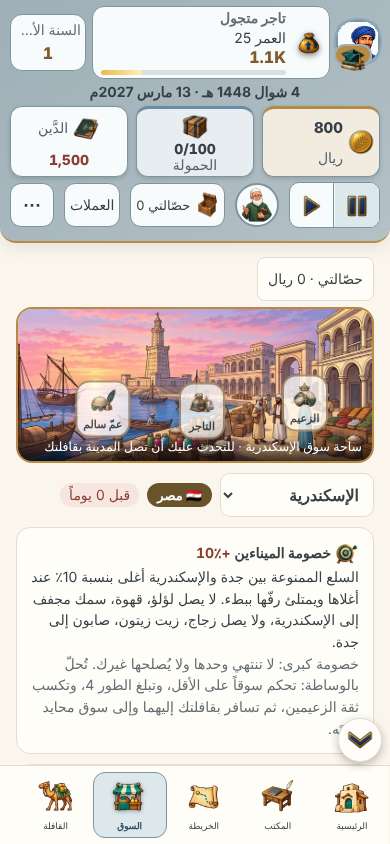 تاجر متجول
العمر 25
1.1K
السنة الأ...
1
4 شوال 1448 هـ · 13 مارس 2027م
800
ريال
0/100
الحمولة
الدَّين
1,500
حصّالتي 0
العملات
...
حصّالتي · 0 ريال
الزعيم
التاجر
عمّ سالم
ساحة سوق الإسكندرية · للتحدث عليك أن تصل المدينة بقافلتك
الإسكندرية
🇪🇬 مصر
قبل 0 يوماً
خصومة الميناءين +10٪
السلع الممنوعة بين جدة والإسكندرية أغلى بنسبة 10٪ عند
أغلاها ويمتلئ رفّها ببطء. لا يصل لؤلؤ، قهوة، سمك مجفف
إلى الإسكندرية، ولا يصل زجاج، زيت زيتون، صابون إلى
جدة.
خصومة كبرى: لا تنتهي وحدها ولا يُصلحها غيرك. تُحلّ
بالوساطة: تحكم سوقاً على الأقل، وتبلغ الطور 4، وتكسب
ثقة الزعيمين، ثم تسافر بقافلتك إليهما وإلى سوق محايد
الرئيسية
المكتب
الخريطة
السوق
القافلة